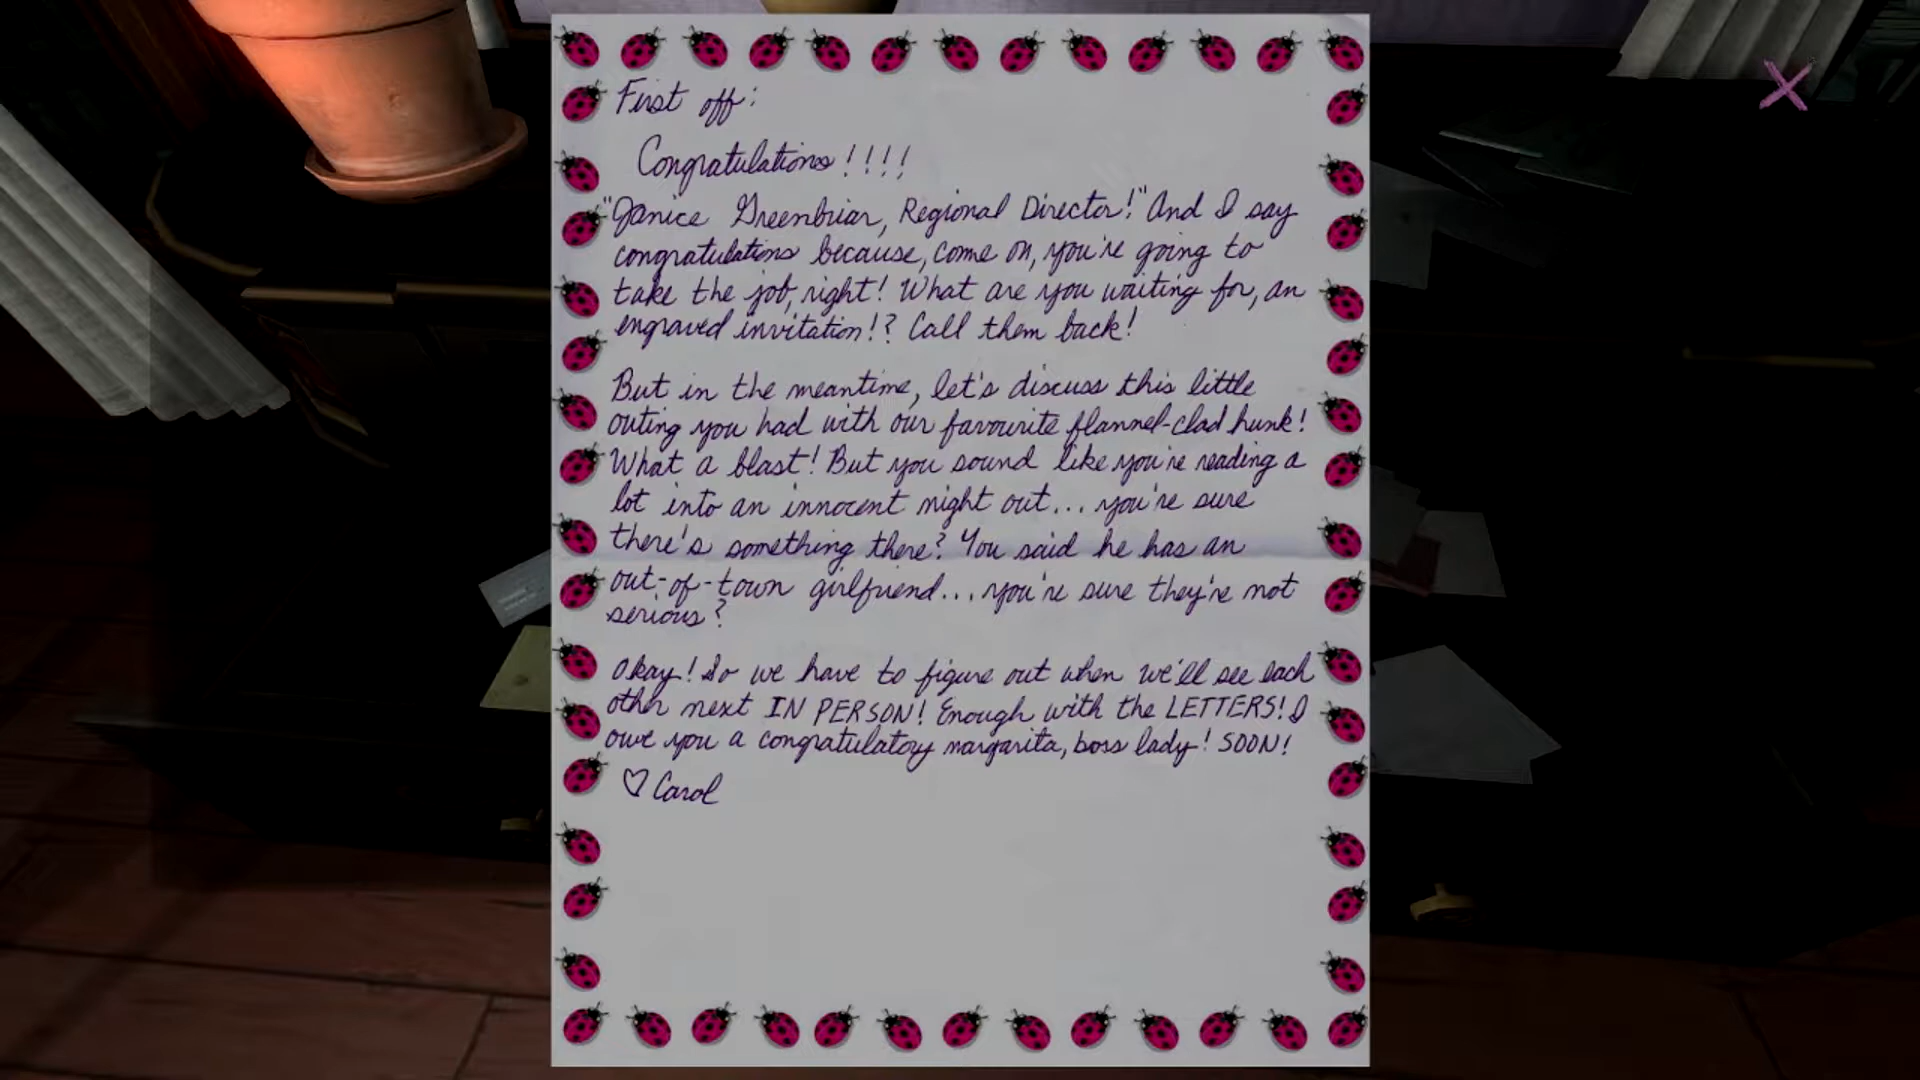 First off:
Congratulations!!!!
"Janice Greenbriar, Regional Director!" And I say
congratulations because, come on, you're going to
take the job, right! What are you waiting for, an
engraved invitation!? Call them back!
But in the meantime, let's discuss this little
outing you had with our favourite flannel-clad hunk!
What a blast! But you sound like you're reading a
lot into an innocent night out... you're sure
there's something there? You said he has an
out-of-town girlfriend... you're sure they're not
serious?
Okay! So we have to figure out when we'll see each
other next IN PERSON! Enough with the LETTERS! I
owe you a congratulatory margarita, boss lady! SOON!
♡ Carol